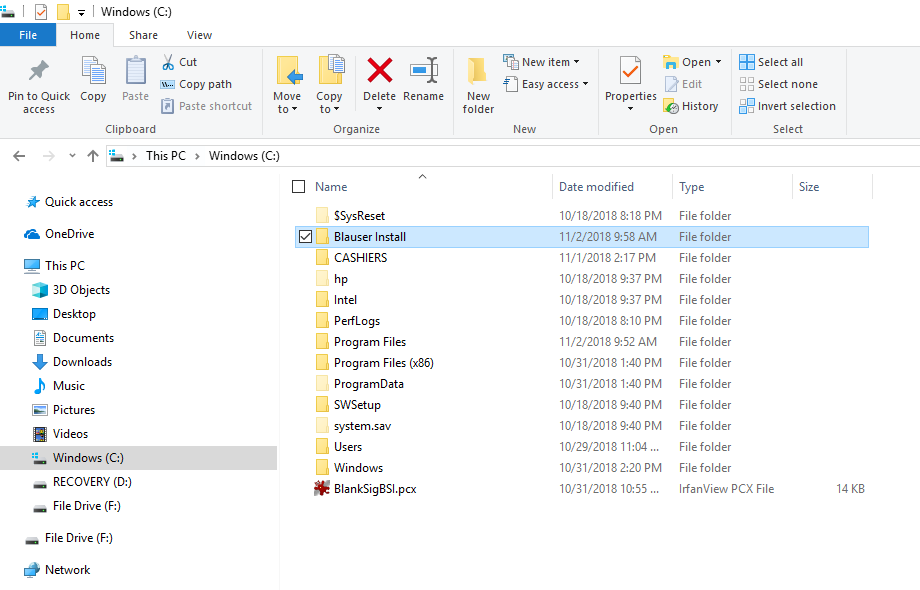 Windows (C:)
File Home Share View
Pin to Quick access
Copy
Paste
Cut
Copy path
Paste shortcut
Clipboard
Move to
Copy to
Delete
Rename
Organize
New folder
New item
Easy access
New
Properties
Open
Edit
History
Open
Select all
Select none
Invert selection
Select
This PC > Windows (C:)
Quick access
OneDrive
This PC
3D Objects
Desktop
Documents
Downloads
Music
Pictures
Videos
Windows (C:)
RECOVERY (D:)
File Drive (F:)
File Drive (F:)
Network
Name Date modified Type Size
$SysReset 10/18/2018 8:18 PM File folder
Blauser Install 11/2/2018 9:58 AM File folder
CASHIERS 11/1/2018 2:17 PM File folder
hp 10/18/2018 9:37 PM File folder
Intel 10/18/2018 9:37 PM File folder
PerfLogs 10/18/2018 8:10 PM File folder
Program Files 11/2/2018 9:52 AM File folder
Program Files (x86) 10/31/2018 1:40 PM File folder
ProgramData 10/31/2018 1:40 PM File folder
SWSetup 10/18/2018 9:40 PM File folder
system.sav 10/18/2018 9:40 PM File folder
Users 10/29/2018 11:04 ... File folder
Windows 10/31/2018 2:20 PM File folder
BlankSigBSI.pcx 10/31/2018 10:55 ... IrfanView PCX File 14 KB